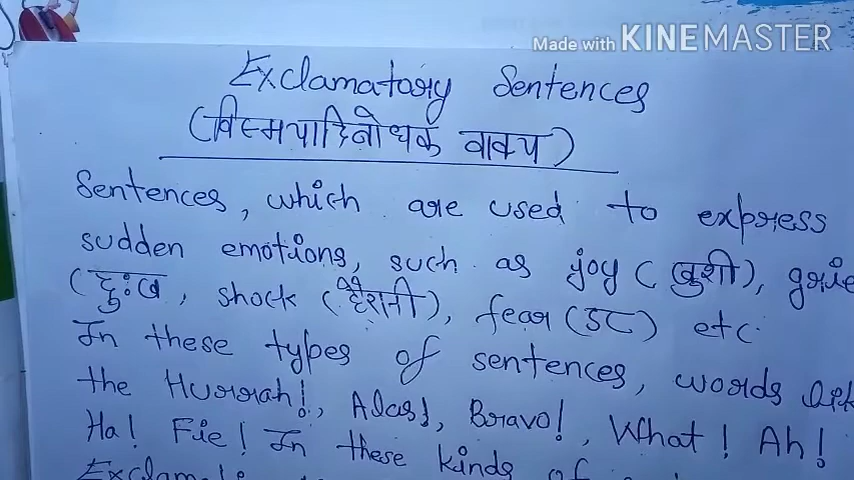 Made with KINEMASTER
Exclamatory Sentences
(विस्मयादिबोधक वाक्य)
Sentences, which are used to express
sudden emotions, such as joy (खुशी),
(दुःख, shock (हैरानी), fear (डर) etc.
In these types of sentences, words
the Hurrah!, Alas!, Bravo!, What! Ah!
Ha! Fie! In these kinds of